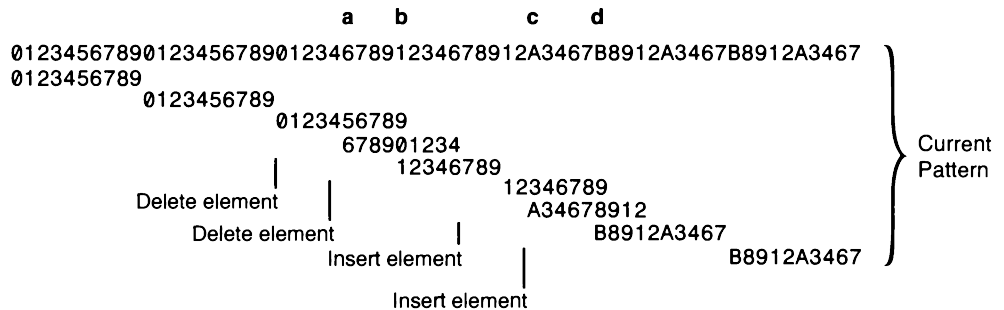 a b c d
012345678901234567890123467891234678912A3467B8912A3467B8912A3467
0123456789
0123456789
0123456789
678901234
12346789
12346789
A34678912
B8912A3467
B8912A3467
Current
Pattern
Delete element
Delete element
Insert element
Insert element